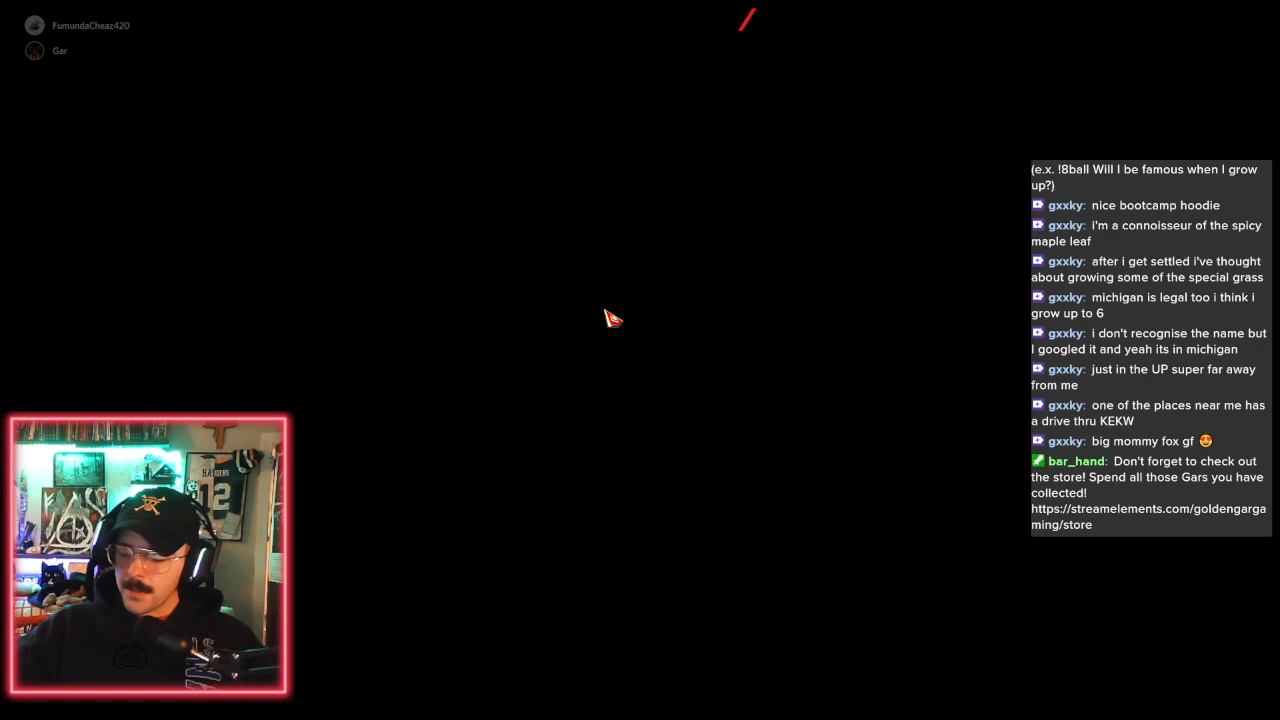 FumundaCheaz420
Gar
(e.x. !8ball Will I be famous when I grow
up?)
gxxky: nice bootcamp hoodie
gxxky: i'm a connoisseur of the spicy
maple leaf
gxxky: after i get settled i've thought
about growing some of the special grass
gxxky: michigan is legal too i think i
grow up to 6
gxxky: i don't recognise the name but
I googled it and yeah its in michigan
gxxky: just in the UP super far away
from me
gxxky: one of the places near me has
a drive thru KEKW
gxxky: big mommy fox gf 😍
bar_hand: Don't forget to check out
the store! Spend all those Gars you have
collected!
https://streamelements.com/goldengarga
ming/store
12